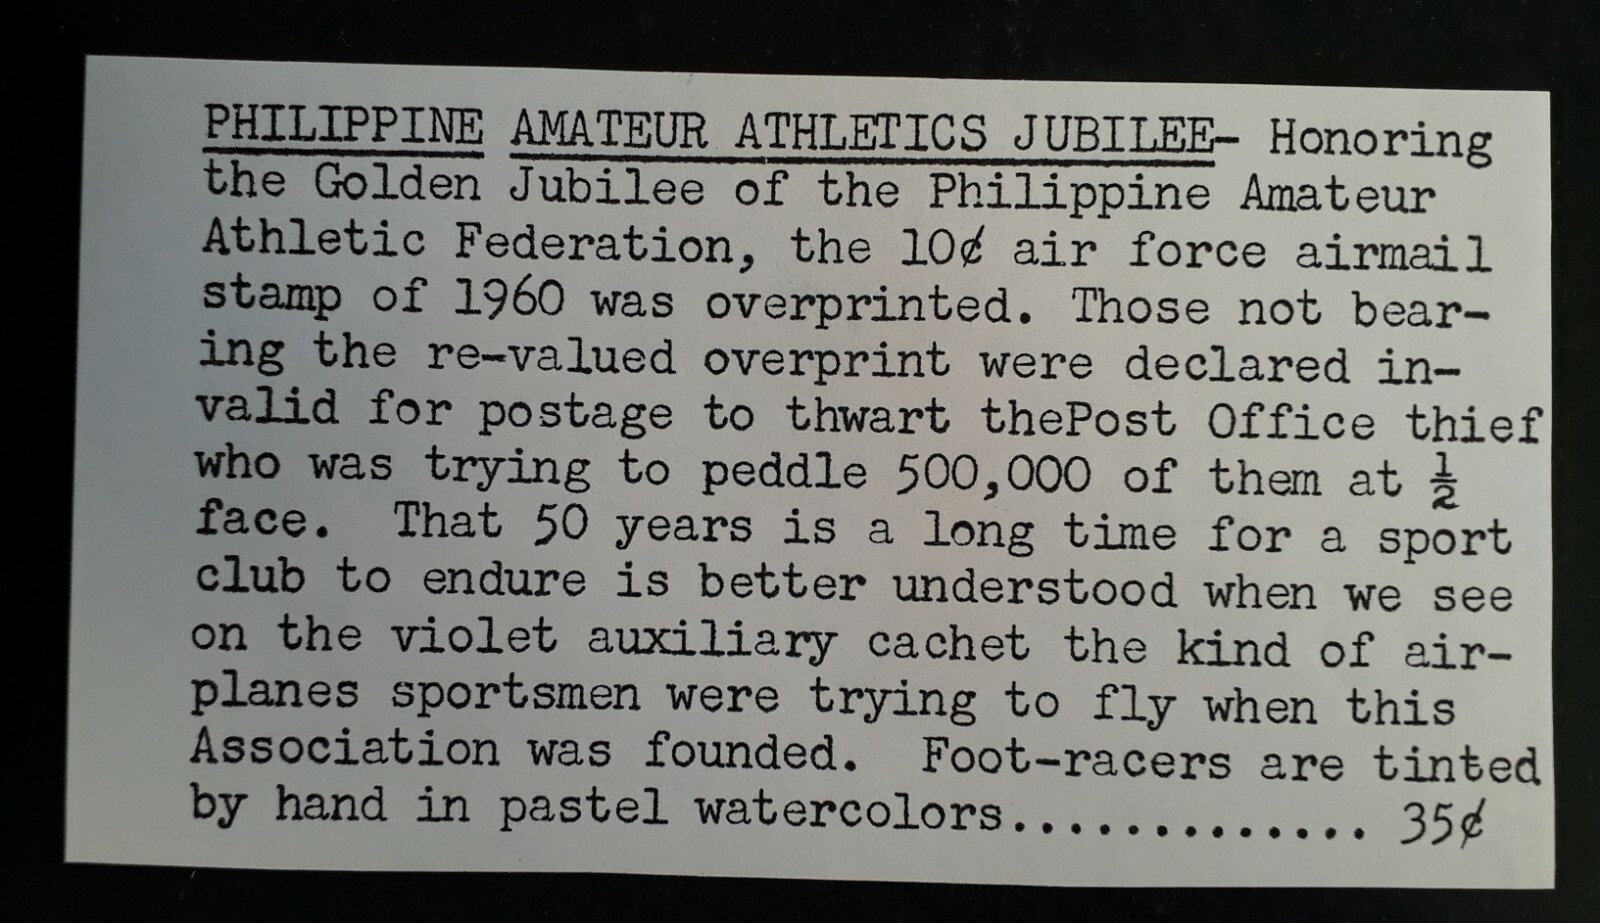 PHILIPPINE AMATEUR ATHLETICS JUBILEE- Honoring
the Golden Jubilee of the Philippine Amateur
Athletic Federation, the 10¢ air force airmail
stamp of 1960 was overprinted. Those not bear-
ing the re-valued overprint were declared in-
valid for postage to thwart thePost Office thief
who was trying to peddle 500,000 of them at ½
face.  That 50 years is a long time for a sport
club to endure is better understood when we see
on the violet auxiliary cachet the kind of air-
planes sportsmen were trying to fly when this
Association was founded.  Foot-racers are tinted
by hand in pastel watercolors............. 35¢